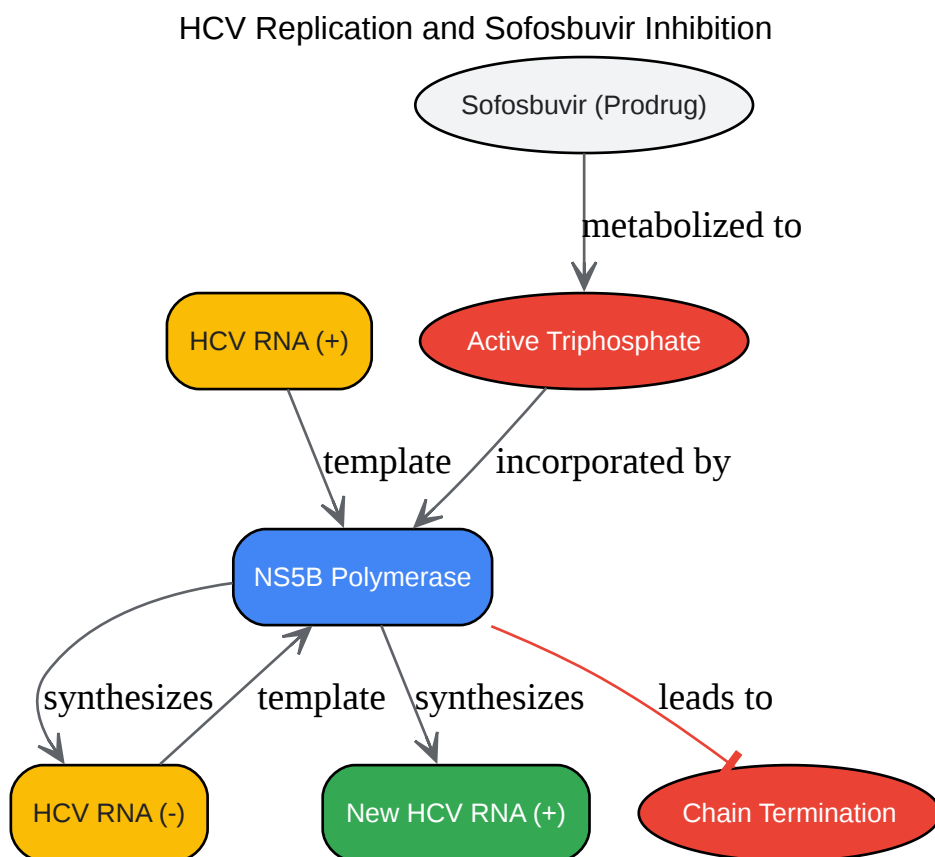 HCV Replication and Sofosbuvir Inhibition
Sofosbuvir (Prodrug)
metabolized to
HCV RNA (+)
Active Triphosphate
template
incorporated by
NS5B Polymerase
synthesizes
template
synthesizes
leads to
HCV RNA (-)
New HCV RNA (+)
Chain Termination